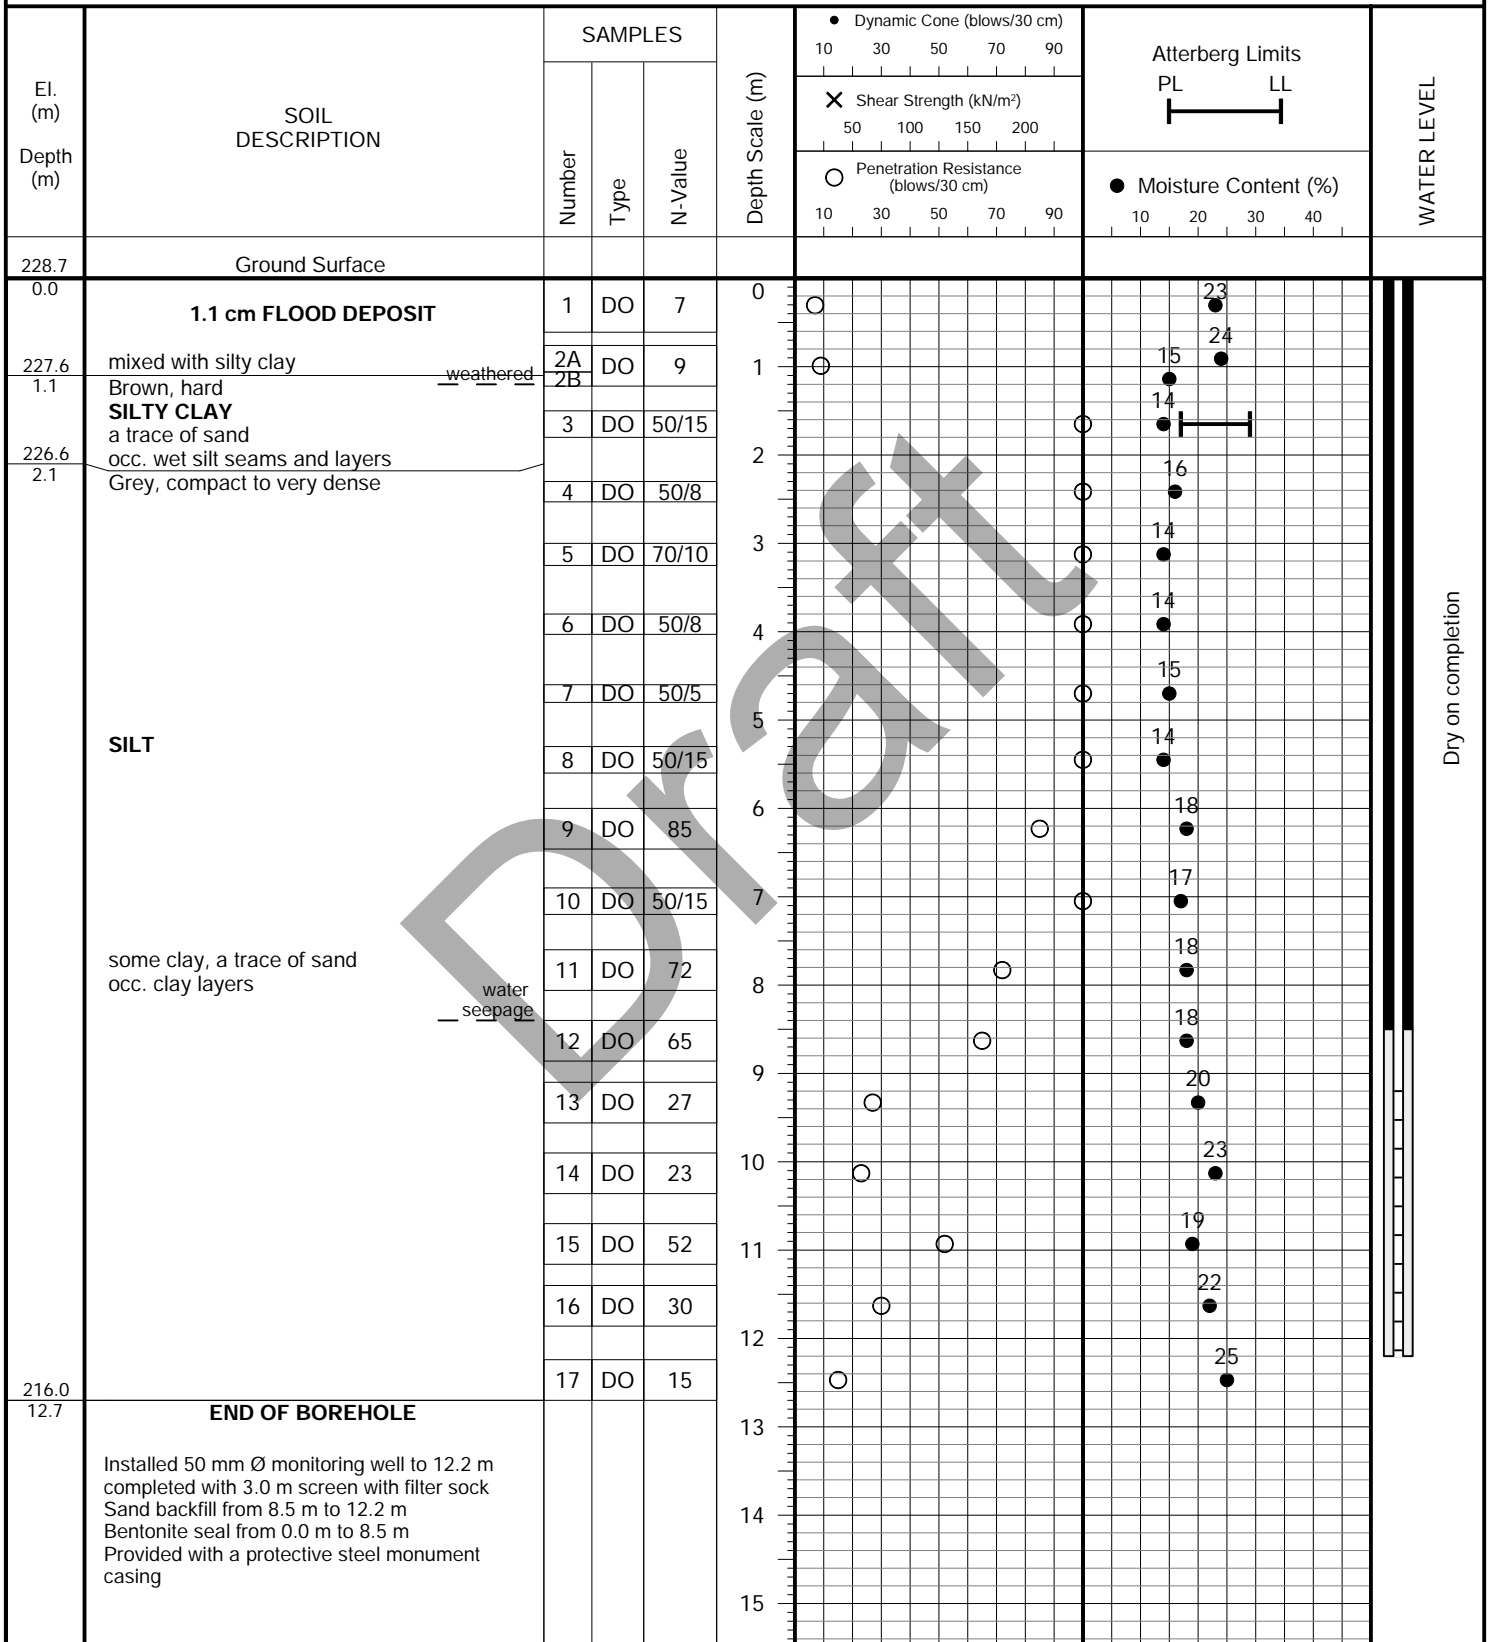 El.
(m)
Depth
(m)
SOIL
DESCRIPTION
SAMPLES
Number
Type
N-Value
Depth Scale (m)
● Dynamic Cone (blows/30 cm)
10 30 50 70 90
✕ Shear Strength (kN/m²)
50 100 150 200
○ Penetration Resistance
(blows/30 cm)
10 30 50 70 90
Atterberg Limits
PL LL
● Moisture Content (%)
10 20 30 40
WATER LEVEL
228.7 Ground Surface
0.0
1.1 cm FLOOD DEPOSIT
mixed with silty clay
227.6
1.1
weathered
Brown, hard
SILTY CLAY
a trace of sand
occ. wet silt seams and layers
226.6
2.1
Grey, compact to very dense
SILT
some clay, a trace of sand
occ. clay layers
water
seepage
216.0
12.7
END OF BOREHOLE
Installed 50 mm Ø monitoring well to 12.2 m
completed with 3.0 m screen with filter sock
Sand backfill from 8.5 m to 12.2 m
Bentonite seal from 0.0 m to 8.5 m
Provided with a protective steel monument
casing
1 DO 7
2A
2B
DO 9
3 DO 50/15
4 DO 50/8
5 DO 70/10
6 DO 50/8
7 DO 50/5
8 DO 50/15
9 DO 85
10 DO 50/15
11 DO 72
12 DO 65
13 DO 27
14 DO 23
15 DO 52
16 DO 30
17 DO 15
0
1
2
3
4
5
6
7
8
9
10
11
12
13
14
15
23
24
15
14
16
14
14
15
14
18
17
18
18
20
23
19
22
25
Dry on completion
Draft